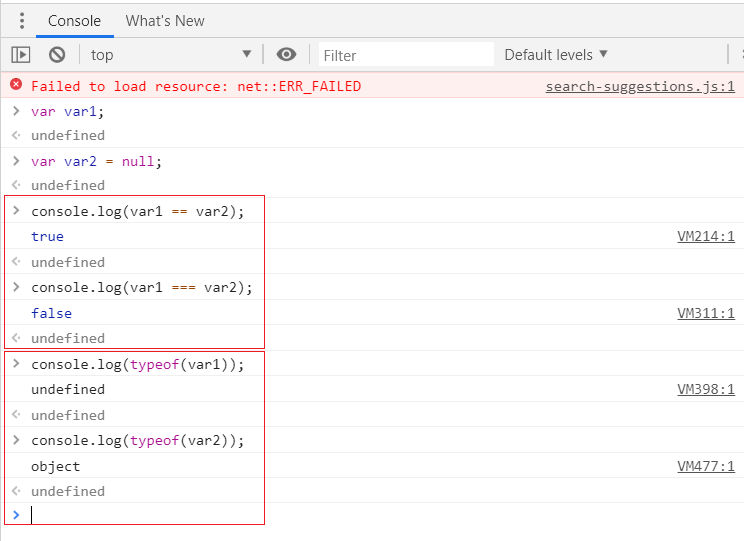 Console What's New
top Filter Default levels
Failed to load resource: net::ERR_FAILED search-suggestions.js:1
> var var1;
undefined
> var var2 = null;
undefined
> console.log(var1 == var2);
true VM214:1
undefined
> console.log(var1 === var2);
false VM311:1
undefined
> console.log(typeof(var1));
undefined VM398:1
undefined
> console.log(typeof(var2));
object VM477:1
undefined
>